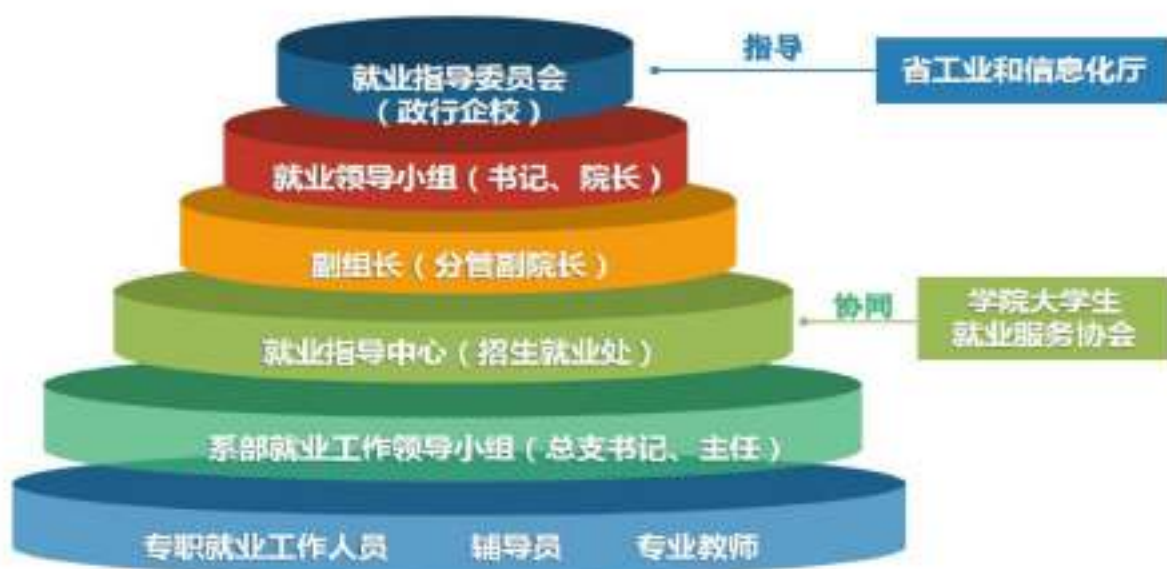 就业指导委员会
（政行企校）
指导
省工业和信息化厅
就业领导小组（书记、院长）
副组长（分管副院长）
就业指导中心（招生就业处）
协同
学院大学生
就业服务协会
系部就业工作领导小组（总支书记、主任）
专职就业工作人员 辅导员 专业教师